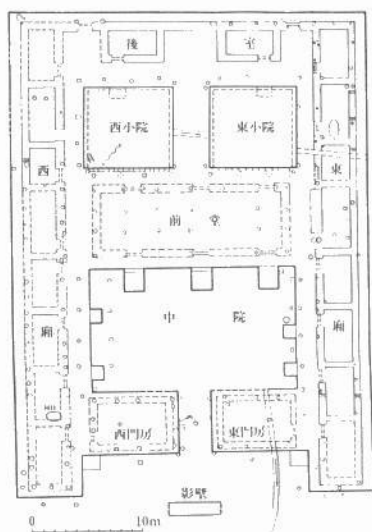 後 室
西小院 東小院
西 東
前 堂
中 院
廂 廂
西門房 東門房
影壁
0 10m